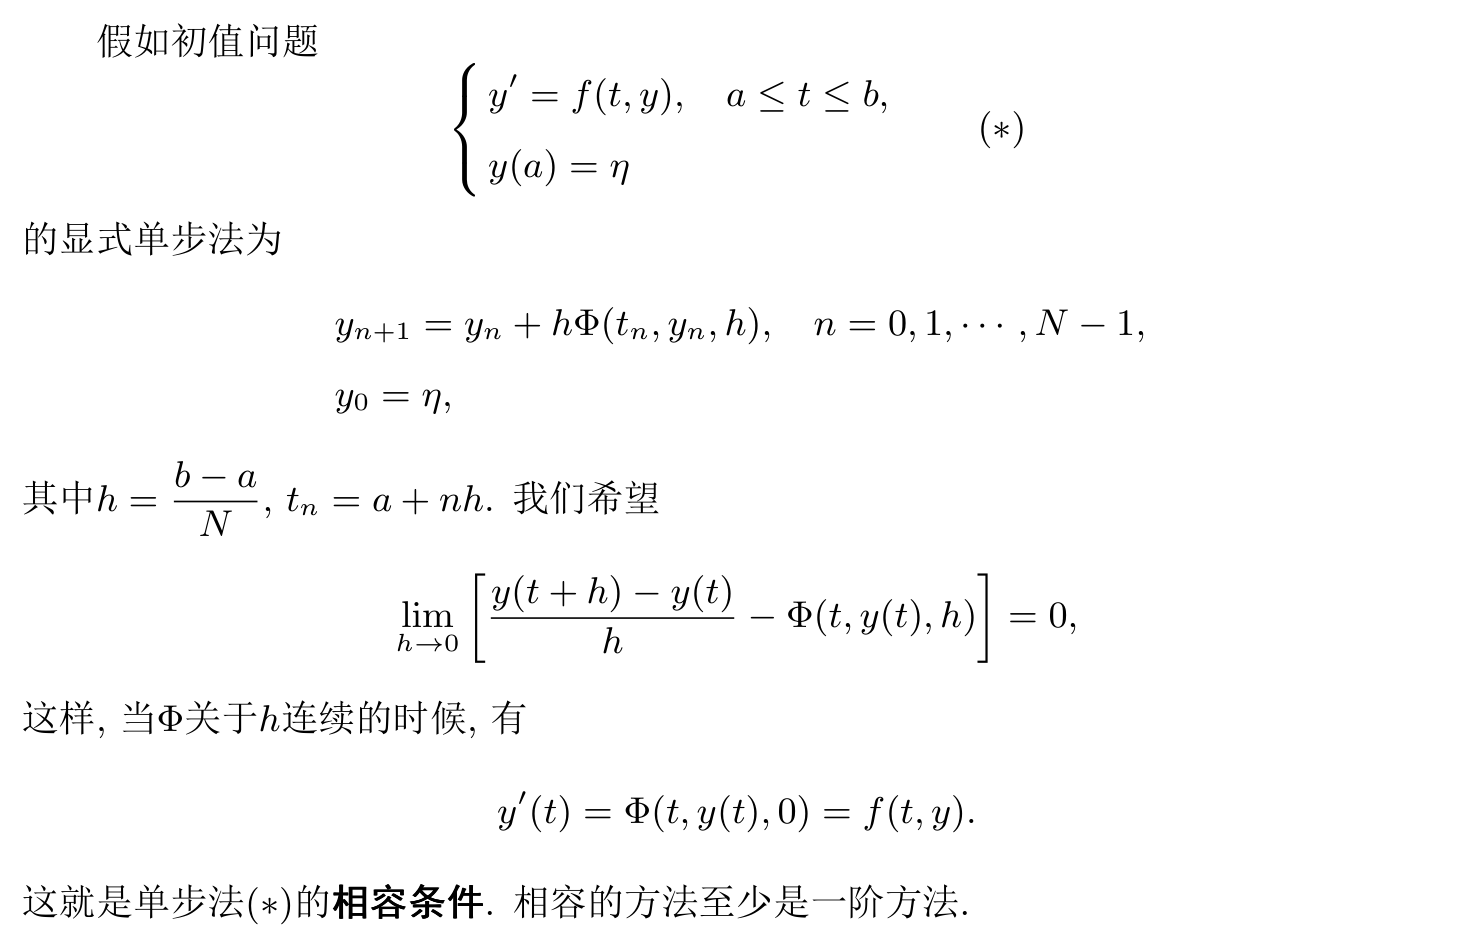 假如初值问题
$$\begin{cases} y' = f(t, y), \quad a \leq t \leq b, \\ y(a) = \eta \end{cases} \qquad (*)$$
的显式单步法为
$$y_{n+1} = y_n + h\Phi(t_n, y_n, h), \quad n = 0, 1, \cdots, N-1,$$
$$y_0 = \eta,$$
其中$h = \dfrac{b-a}{N}$, $t_n = a + nh$. 我们希望
$$\lim_{h \to 0} \left[ \frac{y(t+h) - y(t)}{h} - \Phi(t, y(t), h) \right] = 0,$$
这样, 当$\Phi$关于$h$连续的时候, 有
$$y'(t) = \Phi(t, y(t), 0) = f(t, y).$$
这就是单步法$(*)$的相容条件. 相容的方法至少是一阶方法.